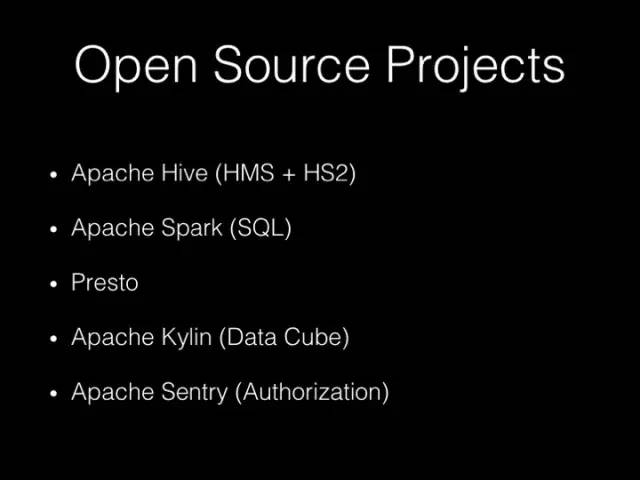 Open Source Projects
• Apache Hive (HMS + HS2)
• Apache Spark (SQL)
• Presto
• Apache Kylin (Data Cube)
• Apache Sentry (Authorization)